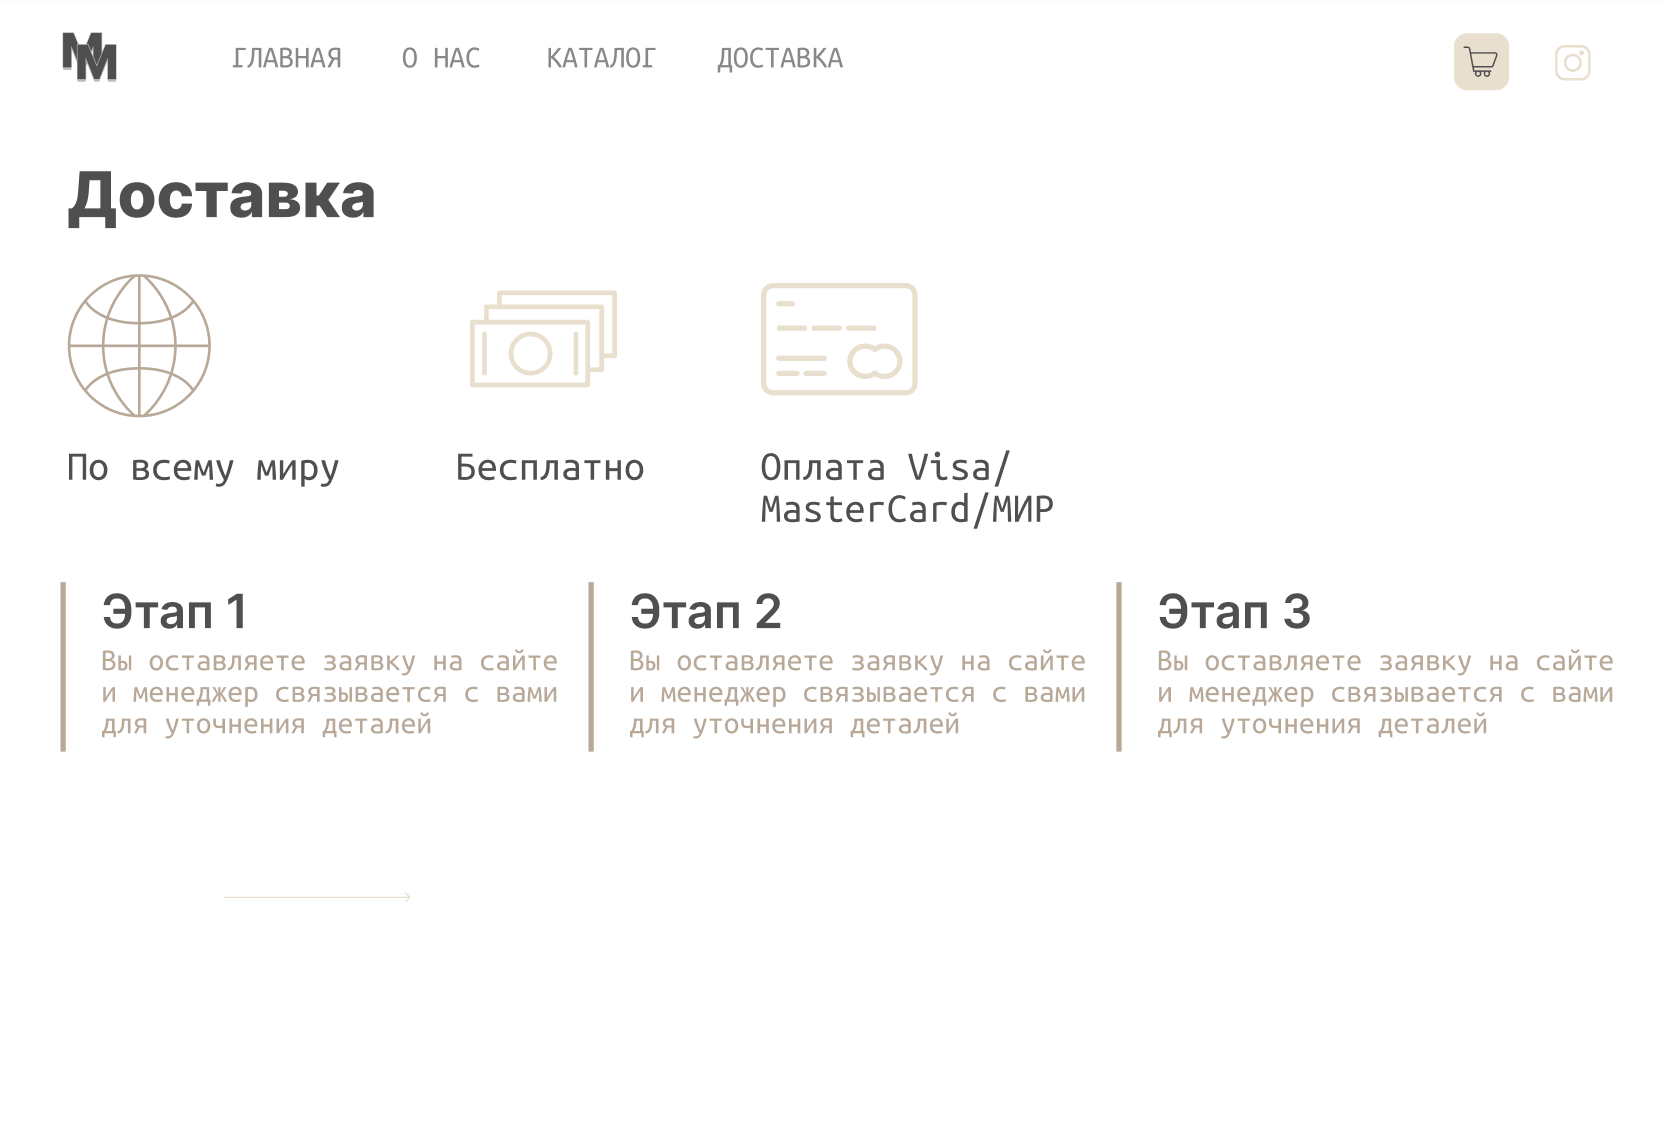 ММ
ГЛАВНАЯ О НАС КАТАЛОГ ДОСТАВКА
Доставка
По всему миру
Бесплатно
Оплата Visa/
MasterCard/МИР
Этап 1
Вы оставляете заявку на сайте
и менеджер связывается с вами
для уточнения деталей
Этап 2
Вы оставляете заявку на сайте
и менеджер связывается с вами
для уточнения деталей
Этап 3
Вы оставляете заявку на сайте
и менеджер связывается с вами
для уточнения деталей